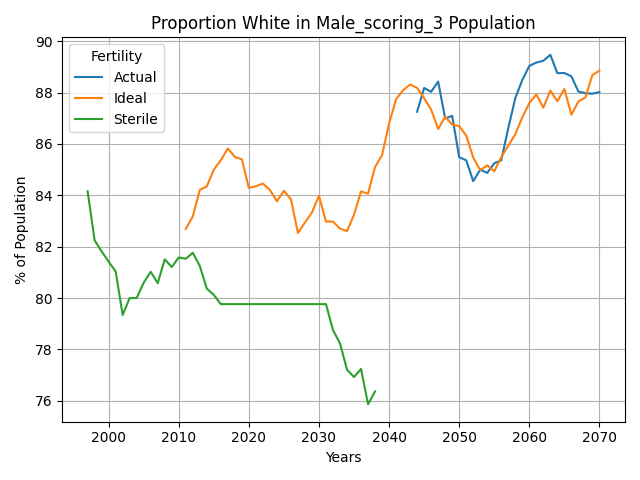 Proportion White in Male_scoring_3 Population
Fertility
Actual
Ideal
Sterile
% of Population
90
88
86
84
82
80
78
76
2000 2010 2020 2030 2040 2050 2060 2070
Years